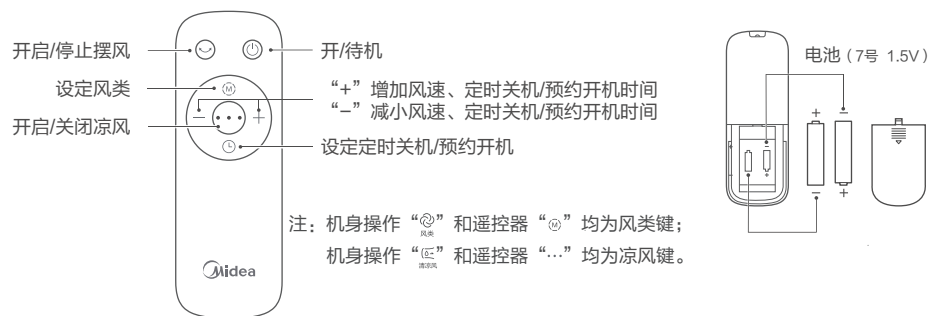 开启/停止摆风
开/待机
设定风类
M
"+"增加风速、定时关机/预约开机时间
"-"减小风速、定时关机/预约开机时间
开启/关闭凉风
设定定时关机/预约开机
注：机身操作"风类"和遥控器"M"均为风类键；
机身操作"清凉风"和遥控器"…"均为凉风键。
Midea
电池（7号 1.5V）
+ -
- +
- +